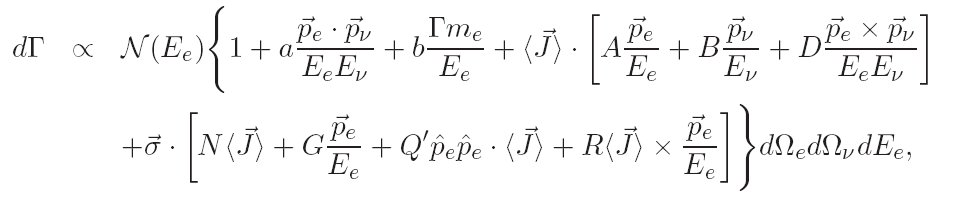 dΓ ∝ 𝒩(E_e){1 + a (p⃗_e · p⃗_ν)/(E_e E_ν) + b (Γm_e)/(E_e) + ⟨J⃗⟩ · [A (p⃗_e)/(E_e) + B (p⃗_ν)/(E_ν) + D (p⃗_e × p⃗_ν)/(E_e E_ν)]
+σ⃗ · [N⟨J⃗⟩ + G (p⃗_e)/(E_e) + Q′p̂_e p̂_e · ⟨J⃗⟩ + R⟨J⃗⟩ × (p⃗_e)/(E_e)]}dΩ_e dΩ_ν dE_e,